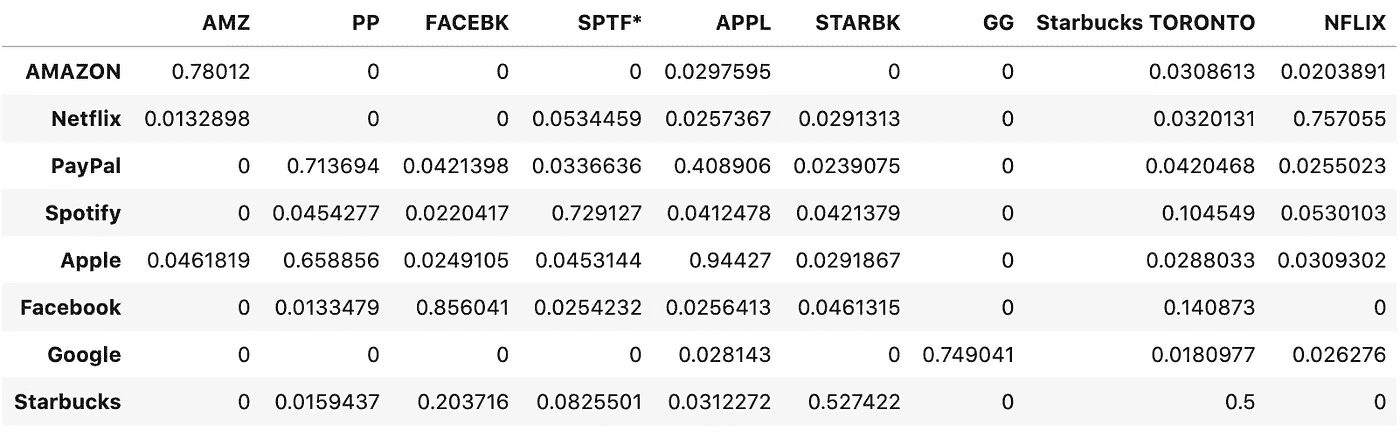 AMZ PP FACEBK SPTF* APPL STARBK GG Starbucks TORONTO NFLIX
AMAZON 0.78012 0 0 0 0.0297595 0 0 0.0308613 0.0203891
Netflix 0.0132898 0 0 0.0534459 0.0257367 0.0291313 0 0.0320131 0.757055
PayPal 0 0.713694 0.0421398 0.0336636 0.408906 0.0239075 0 0.0420468 0.0255023
Spotify 0 0.0454277 0.0220417 0.729127 0.0412478 0.0421379 0 0.104549 0.0530103
Apple 0.0461819 0.658856 0.0249105 0.0453144 0.94427 0.0291867 0 0.0288033 0.0309302
Facebook 0 0.0133479 0.856041 0.0254232 0.0256413 0.0461315 0 0.140873 0
Google 0 0 0 0 0.028143 0 0.749041 0.0180977 0.026276
Starbucks 0 0.0159437 0.203716 0.0825501 0.0312272 0.527422 0 0.5 0